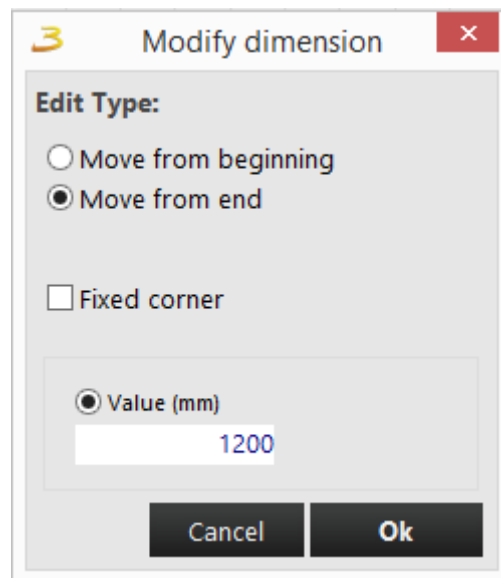 Modify dimension
Edit Type:
Move from beginning
Move from end
Fixed corner
Value (mm)
1200
Cancel Ok